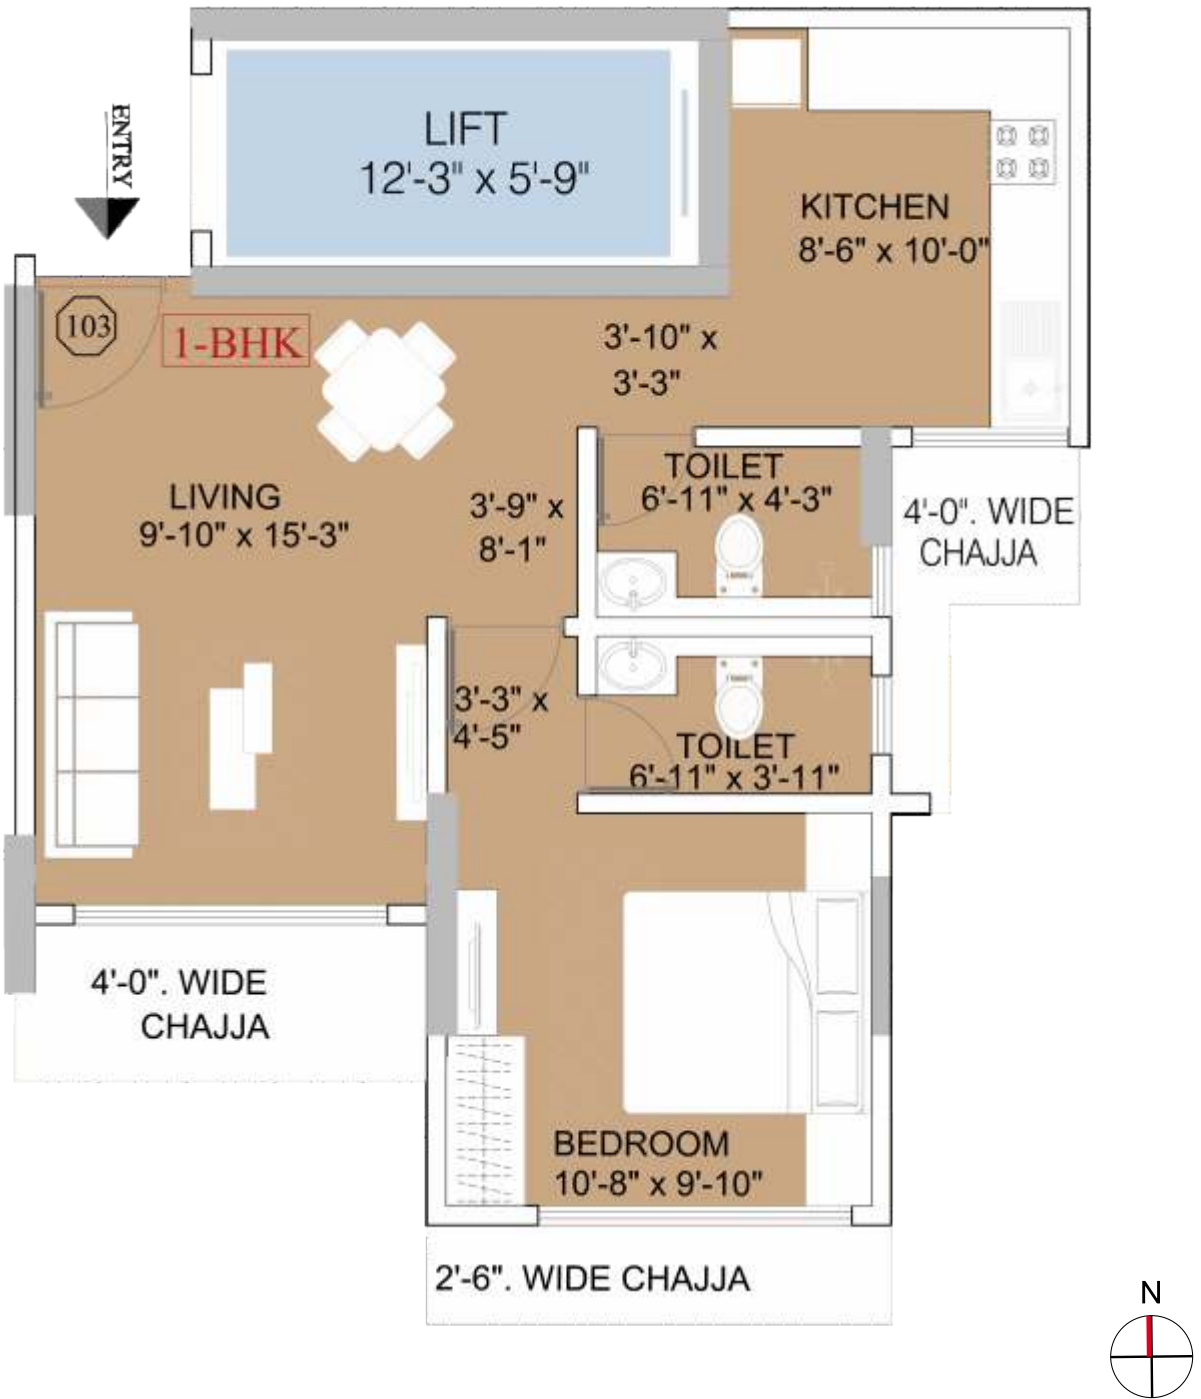 ENTRY
LIFT
12'-3" x 5'-9"
KITCHEN
8'-6" x 10'-0"
103
1-BHK
3'-10" x
3'-3"
LIVING
9'-10" x 15'-3"
3'-9" x
8'-1"
TOILET
6'-11" x 4'-3"
4'-0". WIDE
CHAJJA
3'-3" x
4'-5"
TOILET
6'-11" x 3'-11"
4'-0". WIDE
CHAJJA
BEDROOM
10'-8" x 9'-10"
2'-6". WIDE CHAJJA
N